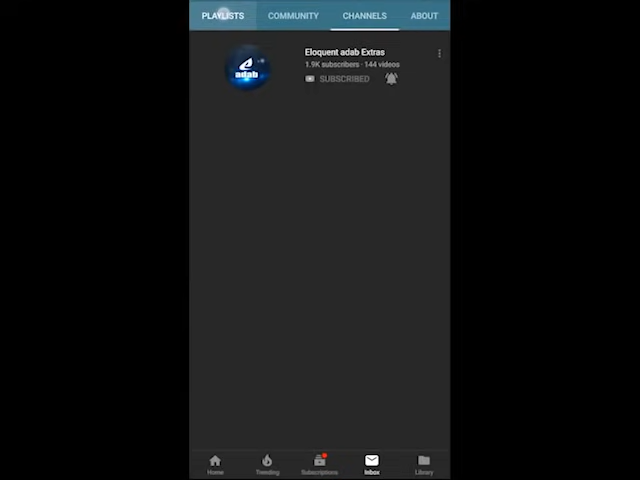 PLAYLISTS COMMUNITY CHANNELS ABOUT
adab
Eloquent adab Extras
1.9K subscribers · 144 videos
SUBSCRIBED
Home Trending Subscriptions Inbox Library